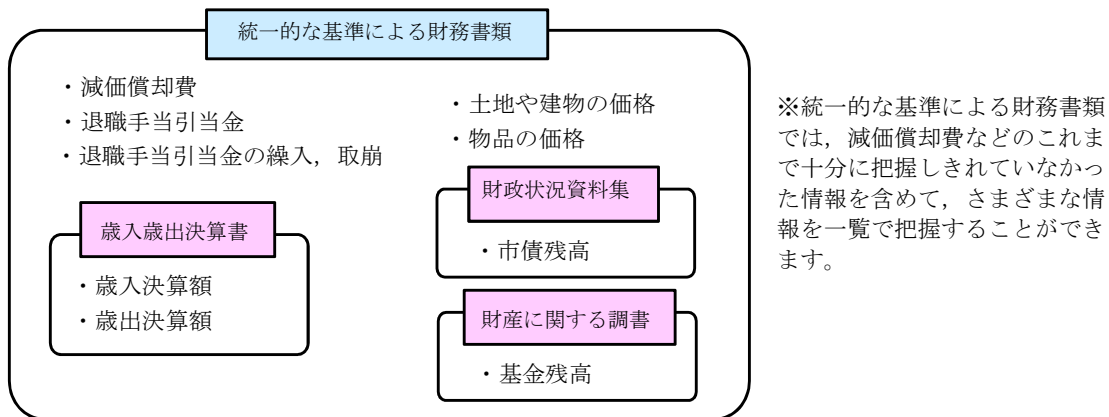 統一的な基準による財務書類
・減価償却費
・退職手当引当金
・退職手当引当金の繰入，取崩
歳入歳出決算書
・歳入決算額
・歳出決算額
・土地や建物の価格
・物品の価格
財政状況資料集
・市債残高
財産に関する調書
・基金残高
※統一的な基準による財務書類
では，減価償却費などのこれま
で十分に把握しきれていなかっ
た情報を含めて，さまざまな情
報を一覧で把握することができ
ます。